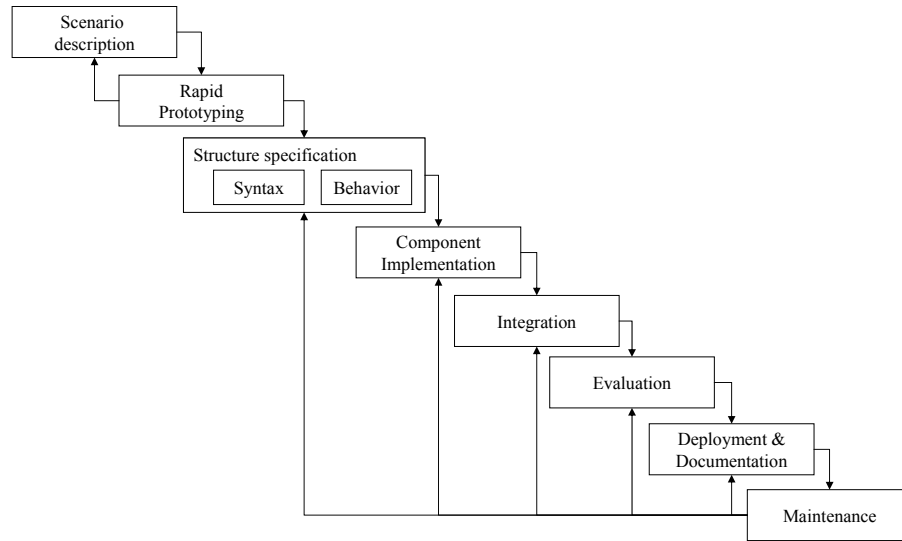 Scenario
description
Rapid
Prototyping
Structure specification
Syntax
Behavior
Component
Implementation
Integration
Evaluation
Deployment &
Documentation
Maintenance